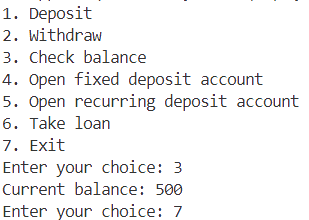 1. Deposit
2. Withdraw
3. Check balance
4. Open fixed deposit account
5. Open recurring deposit account
6. Take loan
7. Exit
Enter your choice: 3
Current balance: 500
Enter your choice: 7